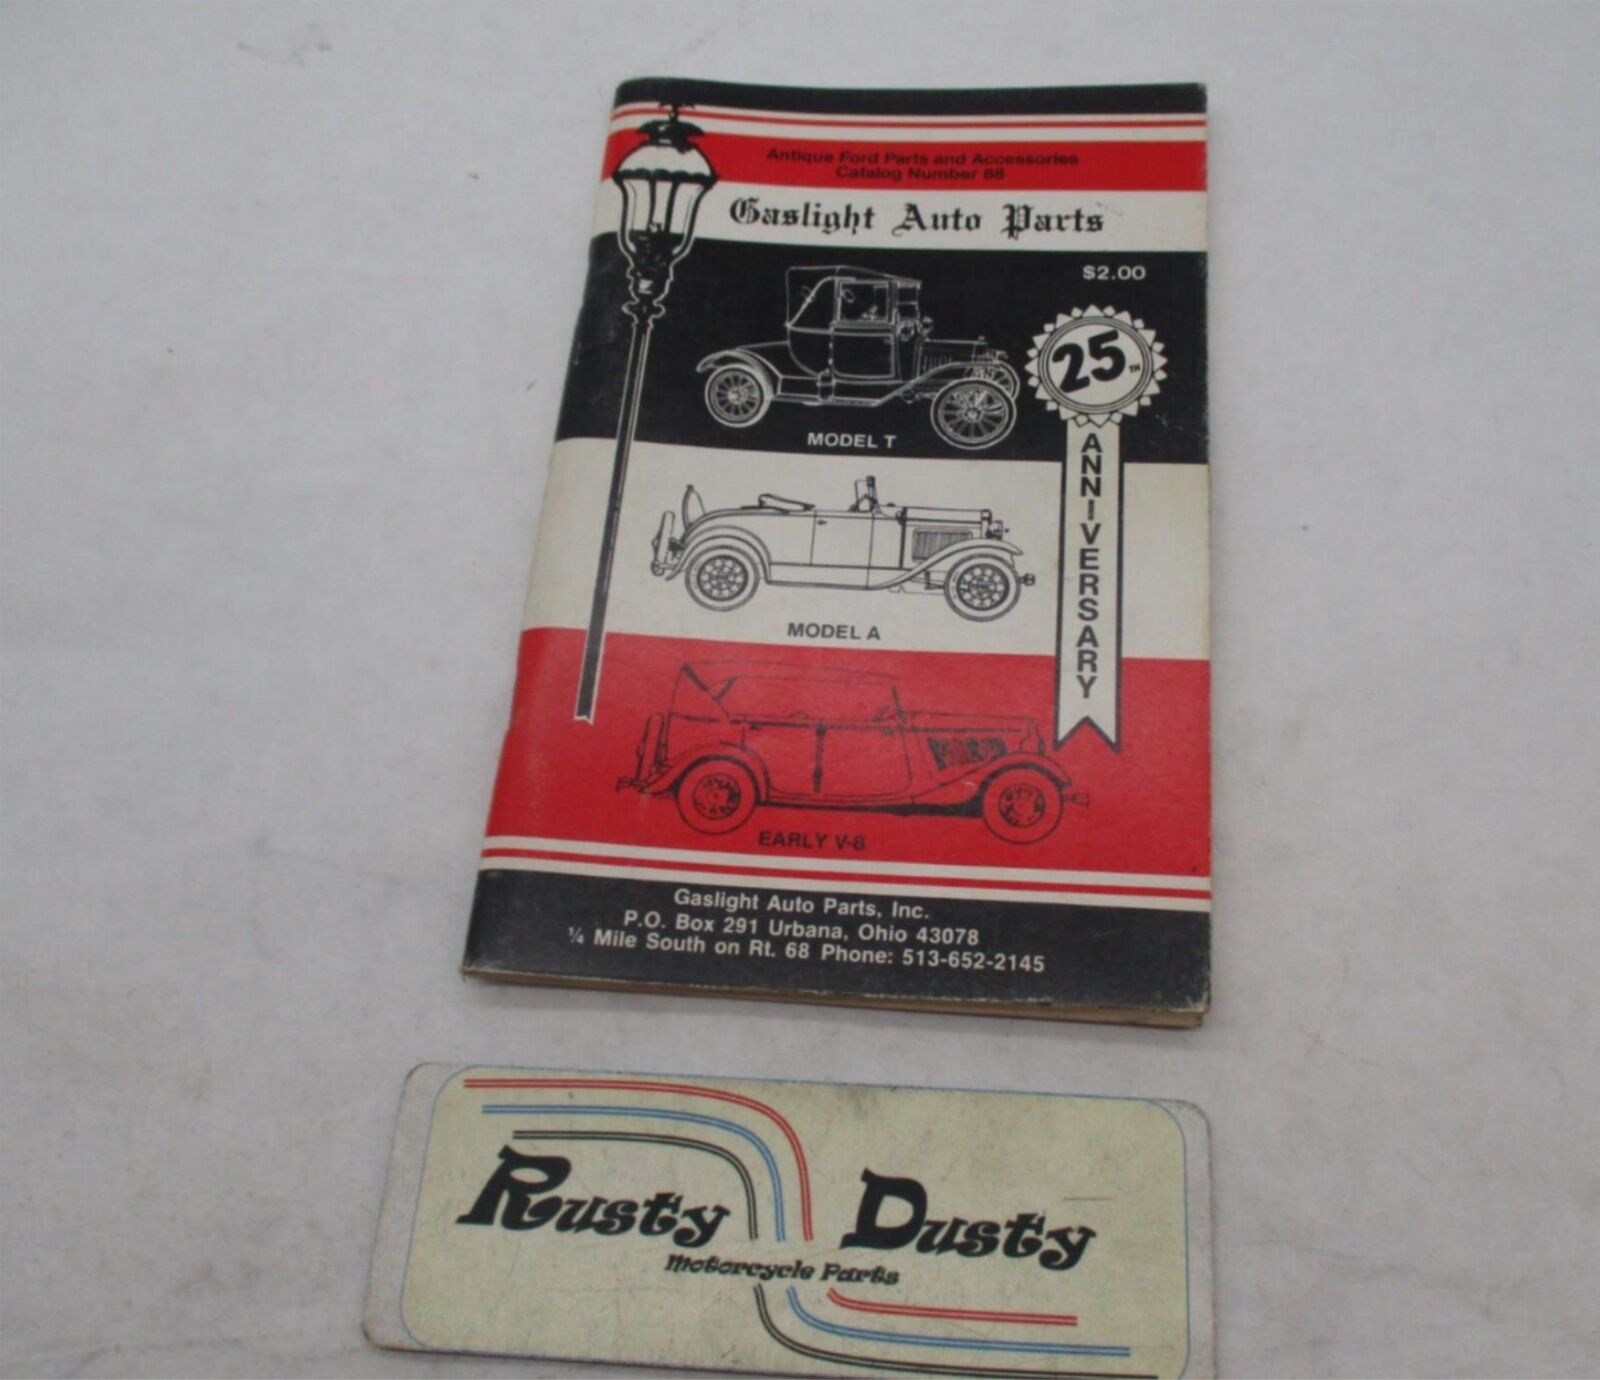 Antique Ford Parts and Accessories
Catalog Number 88
Gaslight Auto Parts
$2.00
25TH
ANNIVERSARY
MODEL T
MODEL A
EARLY V-8
Gaslight Auto Parts, Inc.
P.O. Box 291 Urbana, Ohio 43078
¼ Mile South on Rt. 68 Phone: 513-652-2145
Rusty Dusty
Motorcycle Parts